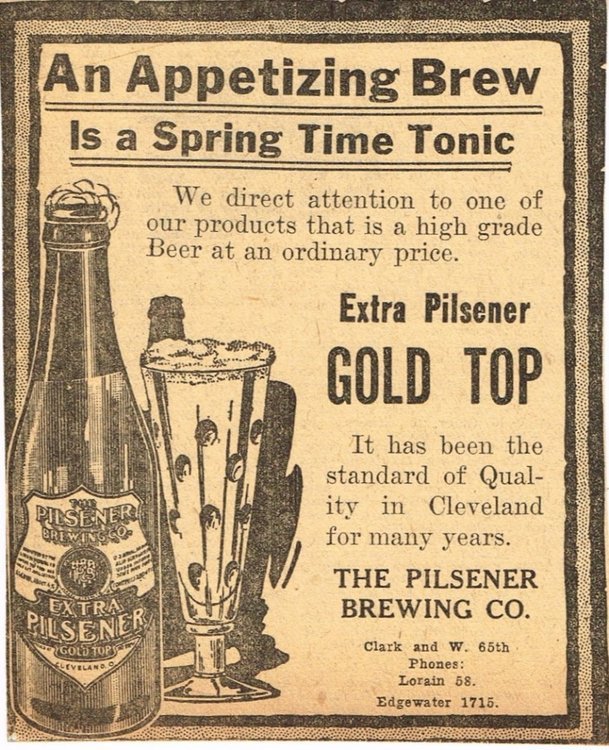 An Appetizing Brew
Is a Spring Time Tonic
We direct attention to one of
our products that is a high grade
Beer at an ordinary price.
Extra Pilsener
GOLD TOP
It has been the
standard of Qual-
ity in Cleveland
for many years.
THE PILSENER
BREWING CO.
Clark and W. 65th
Phones:
Lorain 58.
Edgewater 1715.
THE
PILSENER
BREWING CO.
EXTRA
PILSENER
GOLD TOP
CLEVELAND, O.